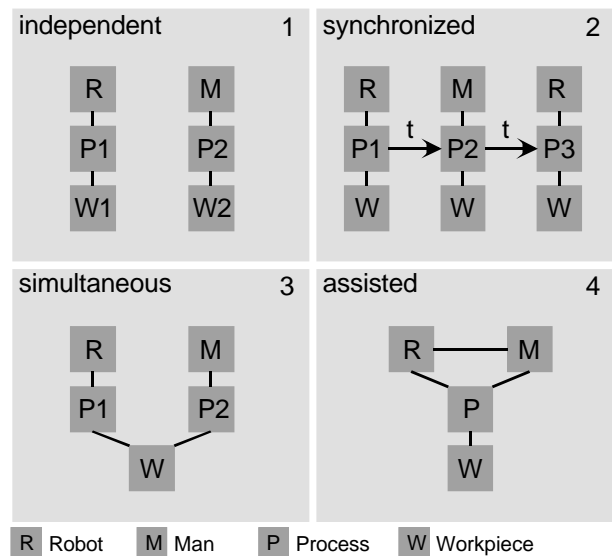 independent 1
R M
P1 P2
W1 W2
synchronized 2
R M R
t t
P1 P2 P3
W W W
simultaneous 3
R M
P1 P2
W
assisted 4
R M
P
W
R Robot M Man P Process W Workpiece